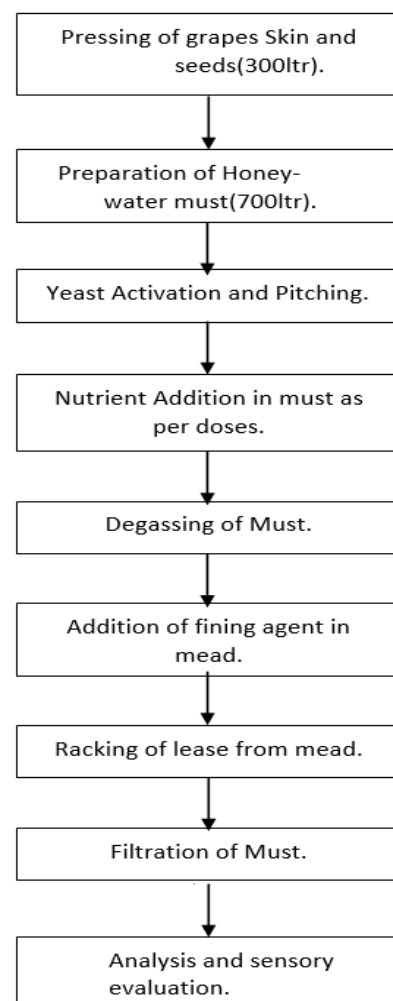 Pressing of grapes Skin and
seeds(300ltr).
Preparation of Honey-
water must(700ltr).
Yeast Activation and Pitching.
Nutrient Addition in must as
per doses.
Degassing of Must.
Addition of fining agent in
mead.
Racking of lease from mead.
Filtration of Must.
Analysis and sensory
evaluation.